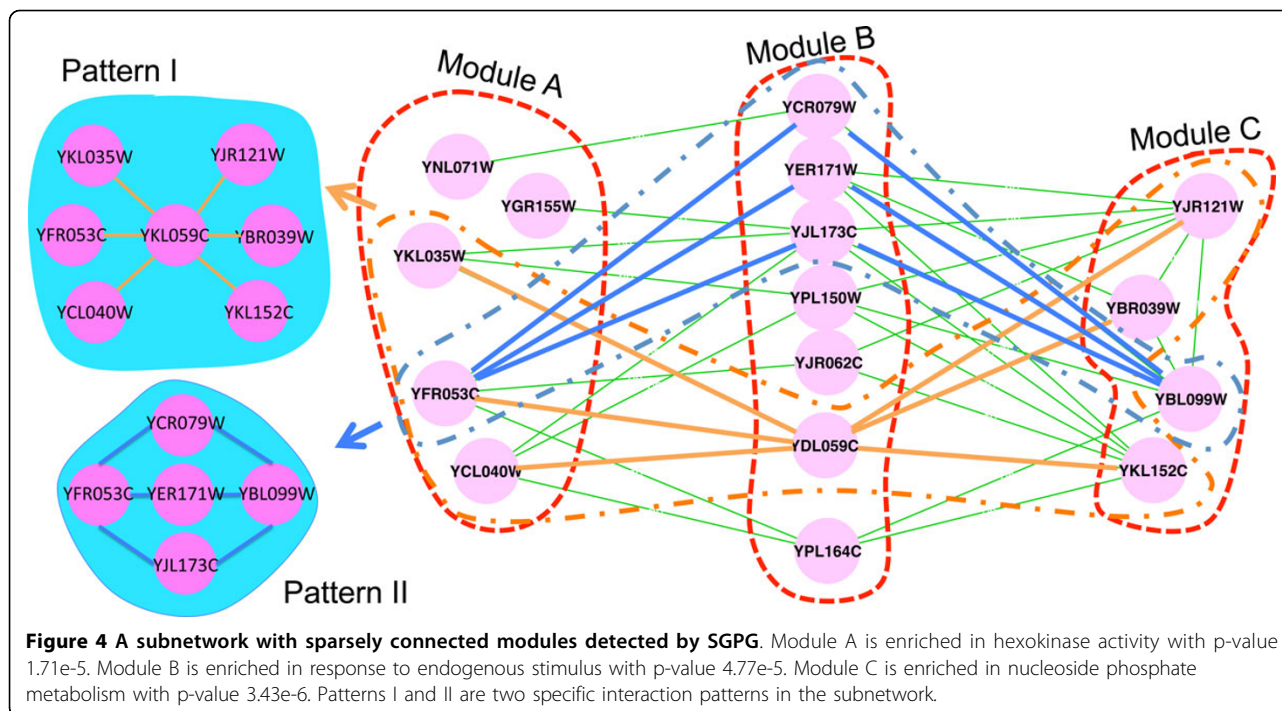 Pattern I
YKL035W
YJR121W
YFR053C
YKL059C
YBR039W
YCL040W
YKL152C
YCR079W
YFR053C
YER171W
YBL099W
YJL173C
Pattern II
Module A
YNL071W
YGR155W
YKL035W
YFR053C
YCL040W
Module B
YCR079W
YER171W
YJL173C
YPL150W
YJR062C
YDL059C
YPL164C
Module C
YJR121W
YBR039W
YBL099W
YKL152C
Figure 4 A subnetwork with sparsely connected modules detected by SGPG. Module A is enriched in hexokinase activity with p-value
1.71e-5. Module B is enriched in response to endogenous stimulus with p-value 4.77e-5. Module C is enriched in nucleoside phosphate
metabolism with p-value 3.43e-6. Patterns I and II are two specific interaction patterns in the subnetwork.